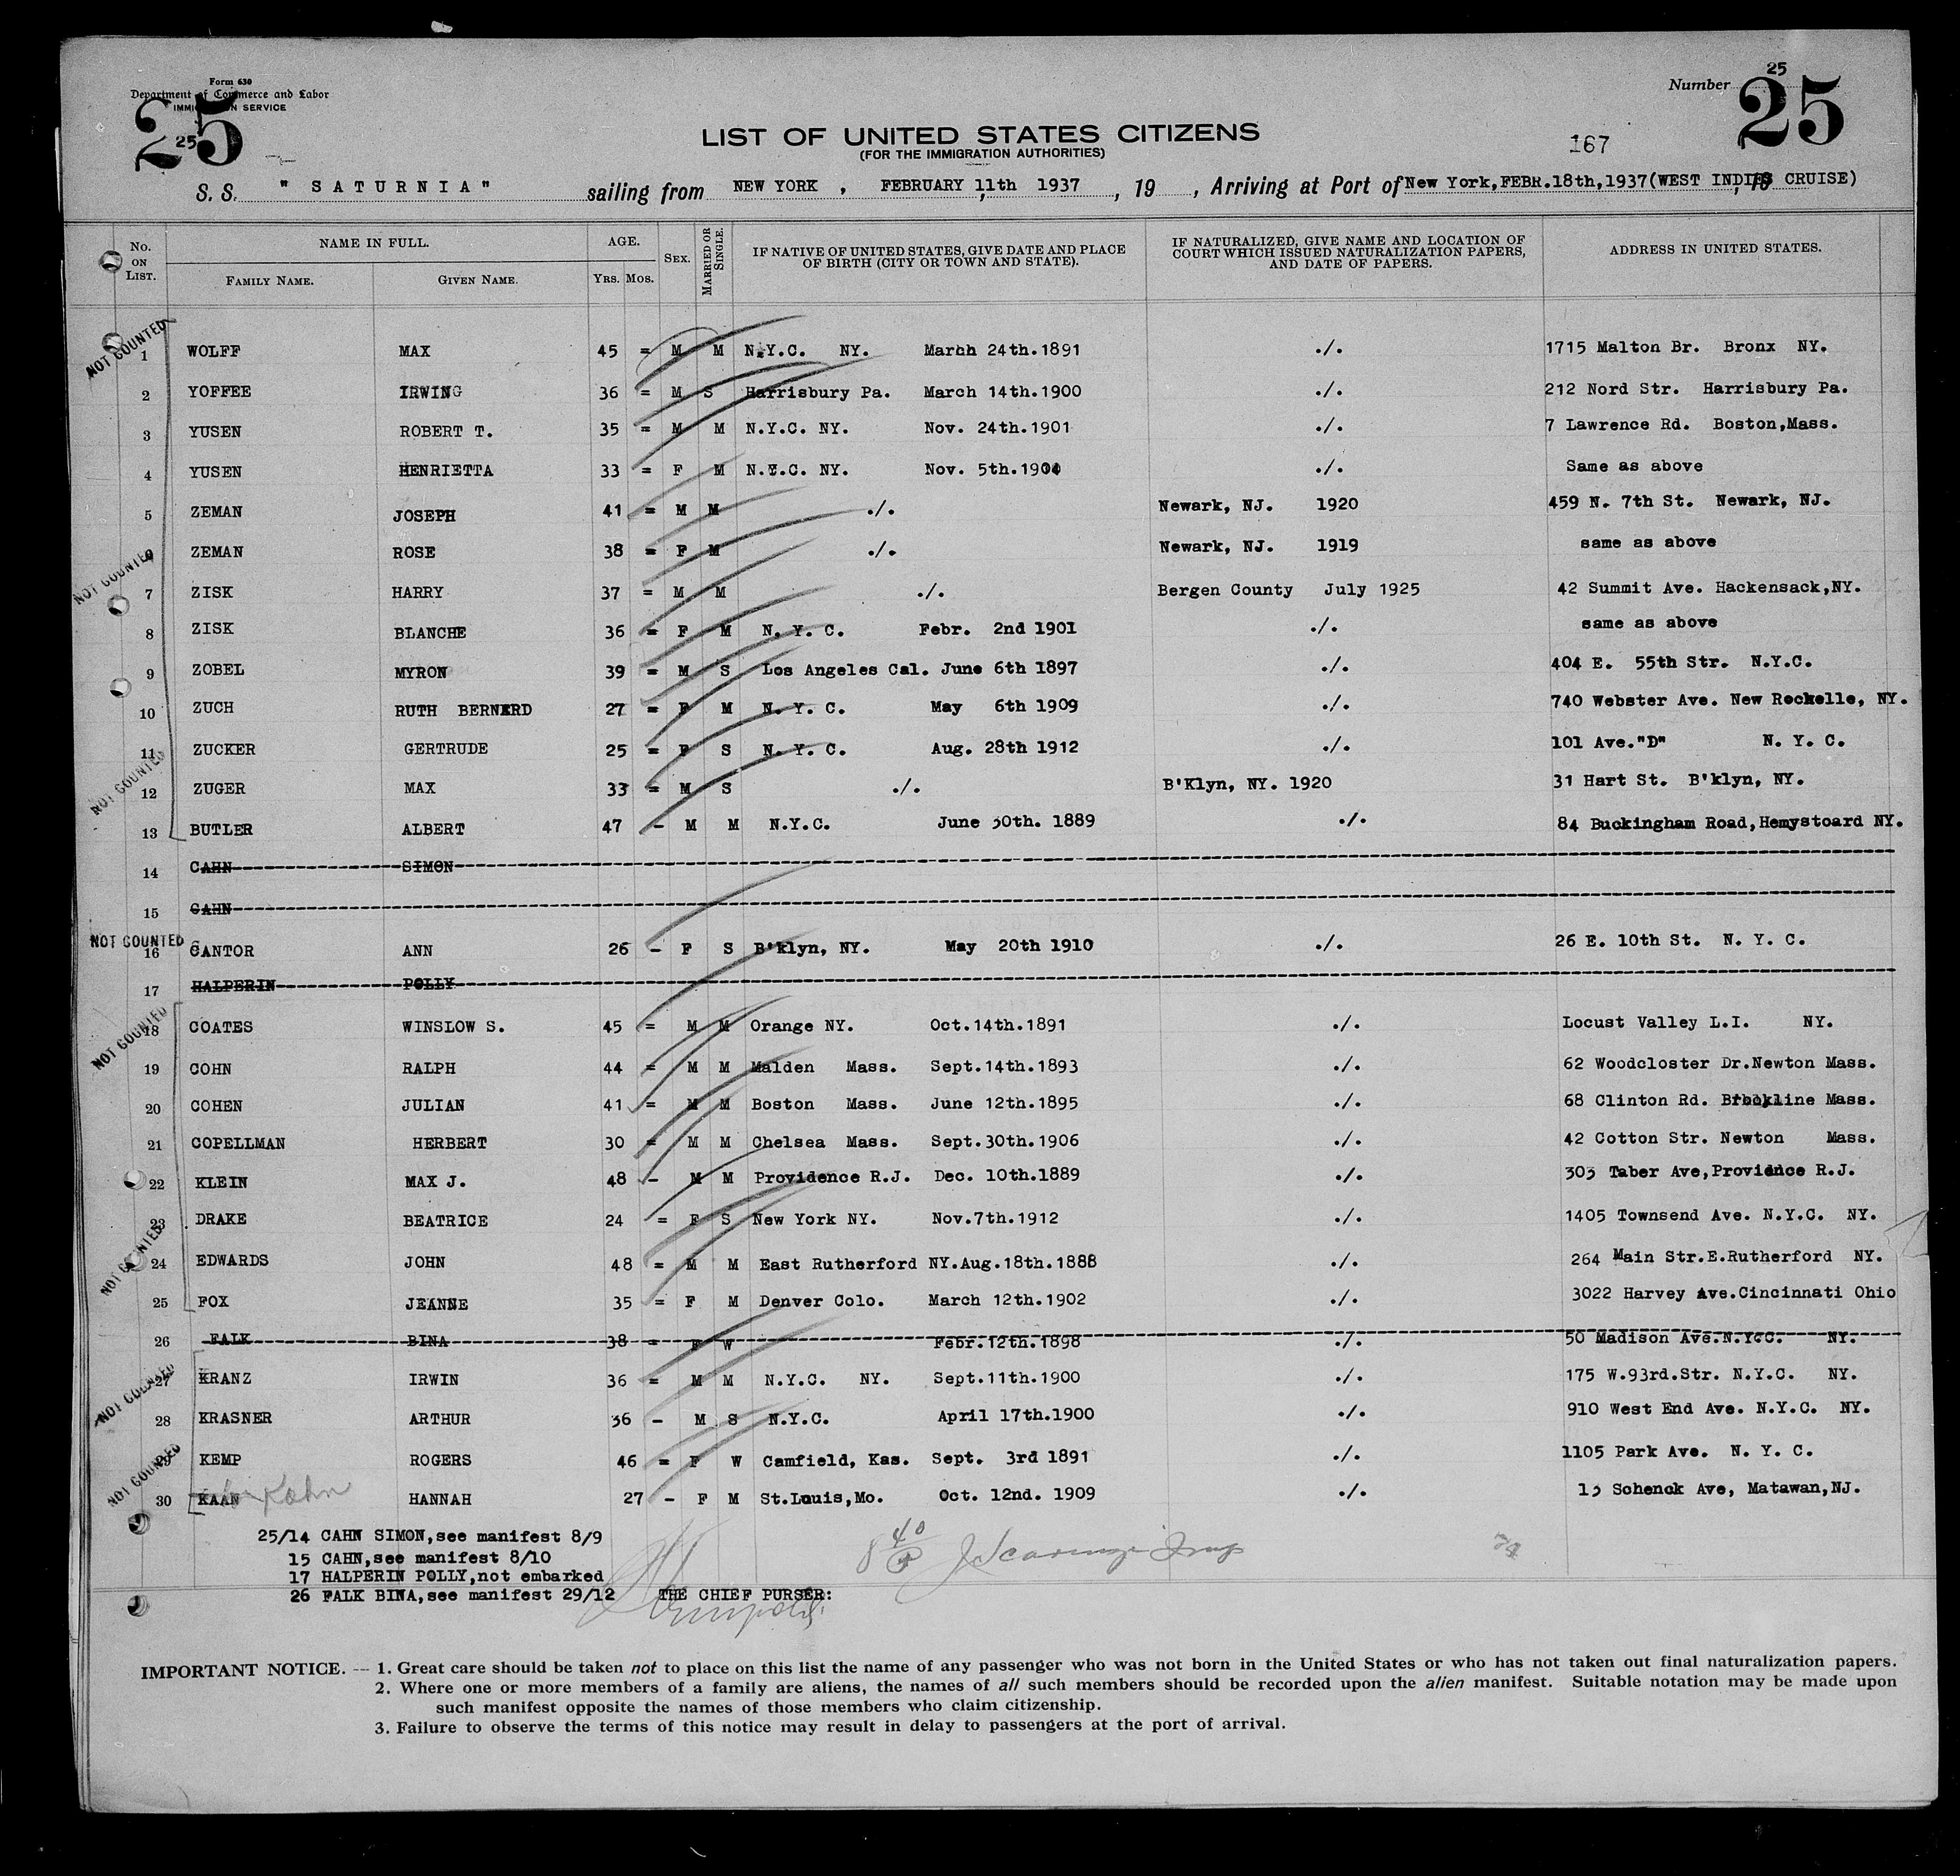 Form 630
Department of Commerce and Labor
IMMIGRATION SERVICE
25
25
Number 25
25
167
LIST OF UNITED STATES CITIZENS
(FOR THE IMMIGRATION AUTHORITIES)
S. S. " S A T U R N I A " sailing from NEW YORK , FEBRUARY 11th 1937 , 19 , Arriving at Port of New York,FEBR.18th,1937(WEST INDIES CRUISE)
No. ON LIST. NAME IN FULL. AGE. SEX. MARRIED OR SINGLE. IF NATIVE OF UNITED STATES, GIVE DATE AND PLACE OF BIRTH (CITY OR TOWN AND STATE). IF NATURALIZED, GIVE NAME AND LOCATION OF COURT WHICH ISSUED NATURALIZATION PAPERS, AND DATE OF PAPERS. ADDRESS IN UNITED STATES.
FAMILY NAME. GIVEN NAME. YRS. MOS.
NOT COUNTED
1 WOLFF MAX 45 = M M N.Y.C. NY. March 24th.1891 ./. 1715 Malton Br. Bronx NY.
2 YOFFEE IRWING 36 = M S Harrisbury Pa. March 14th.1900 ./. 212 Nord Str. Harrisbury Pa.
3 YUSEN ROBERT T. 35 = M M N.Y.C. NY. Nov. 24th.1901 ./. 7 Lawrence Rd. Boston,Mass.
4 YUSEN HENRIETTA 33 = F M N.Y.C. NY. Nov. 5th.1904 ./. Same as above
5 ZEMAN JOSEPH 41 = M M ./. Newark, NJ. 1920 459 N. 7th St. Newark, NJ.
NOT COUNTED
6 ZEMAN ROSE 38 = F M ./. Newark, NJ. 1919 same as above
7 ZISK HARRY 37 = M M ./. Bergen County July 1925 42 Summit Ave. Hackensack,NY.
8 ZISK BLANCHE 36 = F M N. Y. C. Febr. 2nd 1901 ./. same as above
9 ZOBEL MYRON 39 = M S Los Angeles Cal. June 6th 1897 ./. 404 E. 55th Str. N.Y.C.
10 ZUCH RUTH BERNERD 27 = F M N. Y. C. May 6th 1909 ./. 740 Webster Ave. New Rockelle, NY.
11 ZUCKER GERTRUDE 25 = F S N. Y. C. Aug. 28th 1912 ./. 101 Ave."D" N. Y. C.
NOT COUNTED
12 ZUGER MAX 33 = M S ./. B'Klyn, NY. 1920 31 Hart St. B'klyn, NY.
13 BUTLER ALBERT 47 - M M N.Y.C. June 30th. 1889 ./. 84 Buckingham Road,Hemystoard NY.
14 CAHN SIMON
15 CAHN
NOT COUNTED
16 CANTOR ANN 26 - F S B'klyn, NY. May 20th 1910 ./. 26 E. 10th St. N. Y. C.
17 HALPERIN POLLY
NOT COUNTED
18 COATES WINSLOW S. 45 = M M Orange NY. Oct.14th.1891 ./. Locust Valley L.I. NY.
19 COHN RALPH 44 = M M Malden Mass. Sept.14th.1893 ./. 62 Woodcloster Dr.Newton Mass.
20 COHEN JULIAN 41 = M M Boston Mass. June 12th.1895 ./. 68 Clinton Rd. Brookline Mass.
21 COPELLMAN HERBERT 30 = M M Chelsea Mass. Sept.30th.1906 ./. 42 Cotton Str. Newton Mass.
22 KLEIN MAX J. 48 - M M Providence R.J. Dec. 10th.1889 ./. 303 Taber Ave,Providince R.J.
23 DRAKE BEATRICE 24 = F S New York NY. Nov.7th.1912 ./. 1405 Townsend Ave. N.Y.C. NY.
NOT COUNTED
24 EDWARDS JOHN 48 = M M East Rutherford NY.Aug.18th.1888 ./. 264 Main Str.E.Rutherford NY.
25 FOX JEANNE 35 = F M Denver Colo. March 12th.1902 ./. 3022 Harvey Ave.Cincinnati Ohio
26 FALK BINA 38 = F W Febr.12th.1898 ./. 50 Madison Ave.N.Y.C. NY.
NOT COUNTED
27 KRANZ IRWIN 36 = M M N.Y.C. NY. Sept.11th.1900 ./. 175 W.93rd.Str. N.Y.C. NY.
28 KRASNER ARTHUR 36 - M S N.Y.C. April 17th.1900 ./. 910 West End Ave. N.Y.C. NY.
NOT COUNTED
29 KEMP ROGERS 46 = F W Camfield, Kas. Sept. 3rd 1891 ./. 1105 Park Ave. N. Y. C.
30 KAAN Kahn HANNAH 27 - F M St.Louis,Mo. Oct. 12nd. 1909 ./. 13 Schenck Ave, Matawan,NJ.
25/14 CAHN SIMON,see manifest 8/9
15 CAHN,see manifest 8/10
17 HALPERIN POLLY,not embarked
26 FALK BINA,see manifest 29/12 THE CHIEF PURSER:
IMPORTANT NOTICE. — 1. Great care should be taken not to place on this list the name of any passenger who was not born in the United States or who has not taken out final naturalization papers.
2. Where one or more members of a family are aliens, the names of all such members should be recorded upon the alien manifest. Suitable notation may be made upon
such manifest opposite the names of those members who claim citizenship.
3. Failure to observe the terms of this notice may result in delay to passengers at the port of arrival.